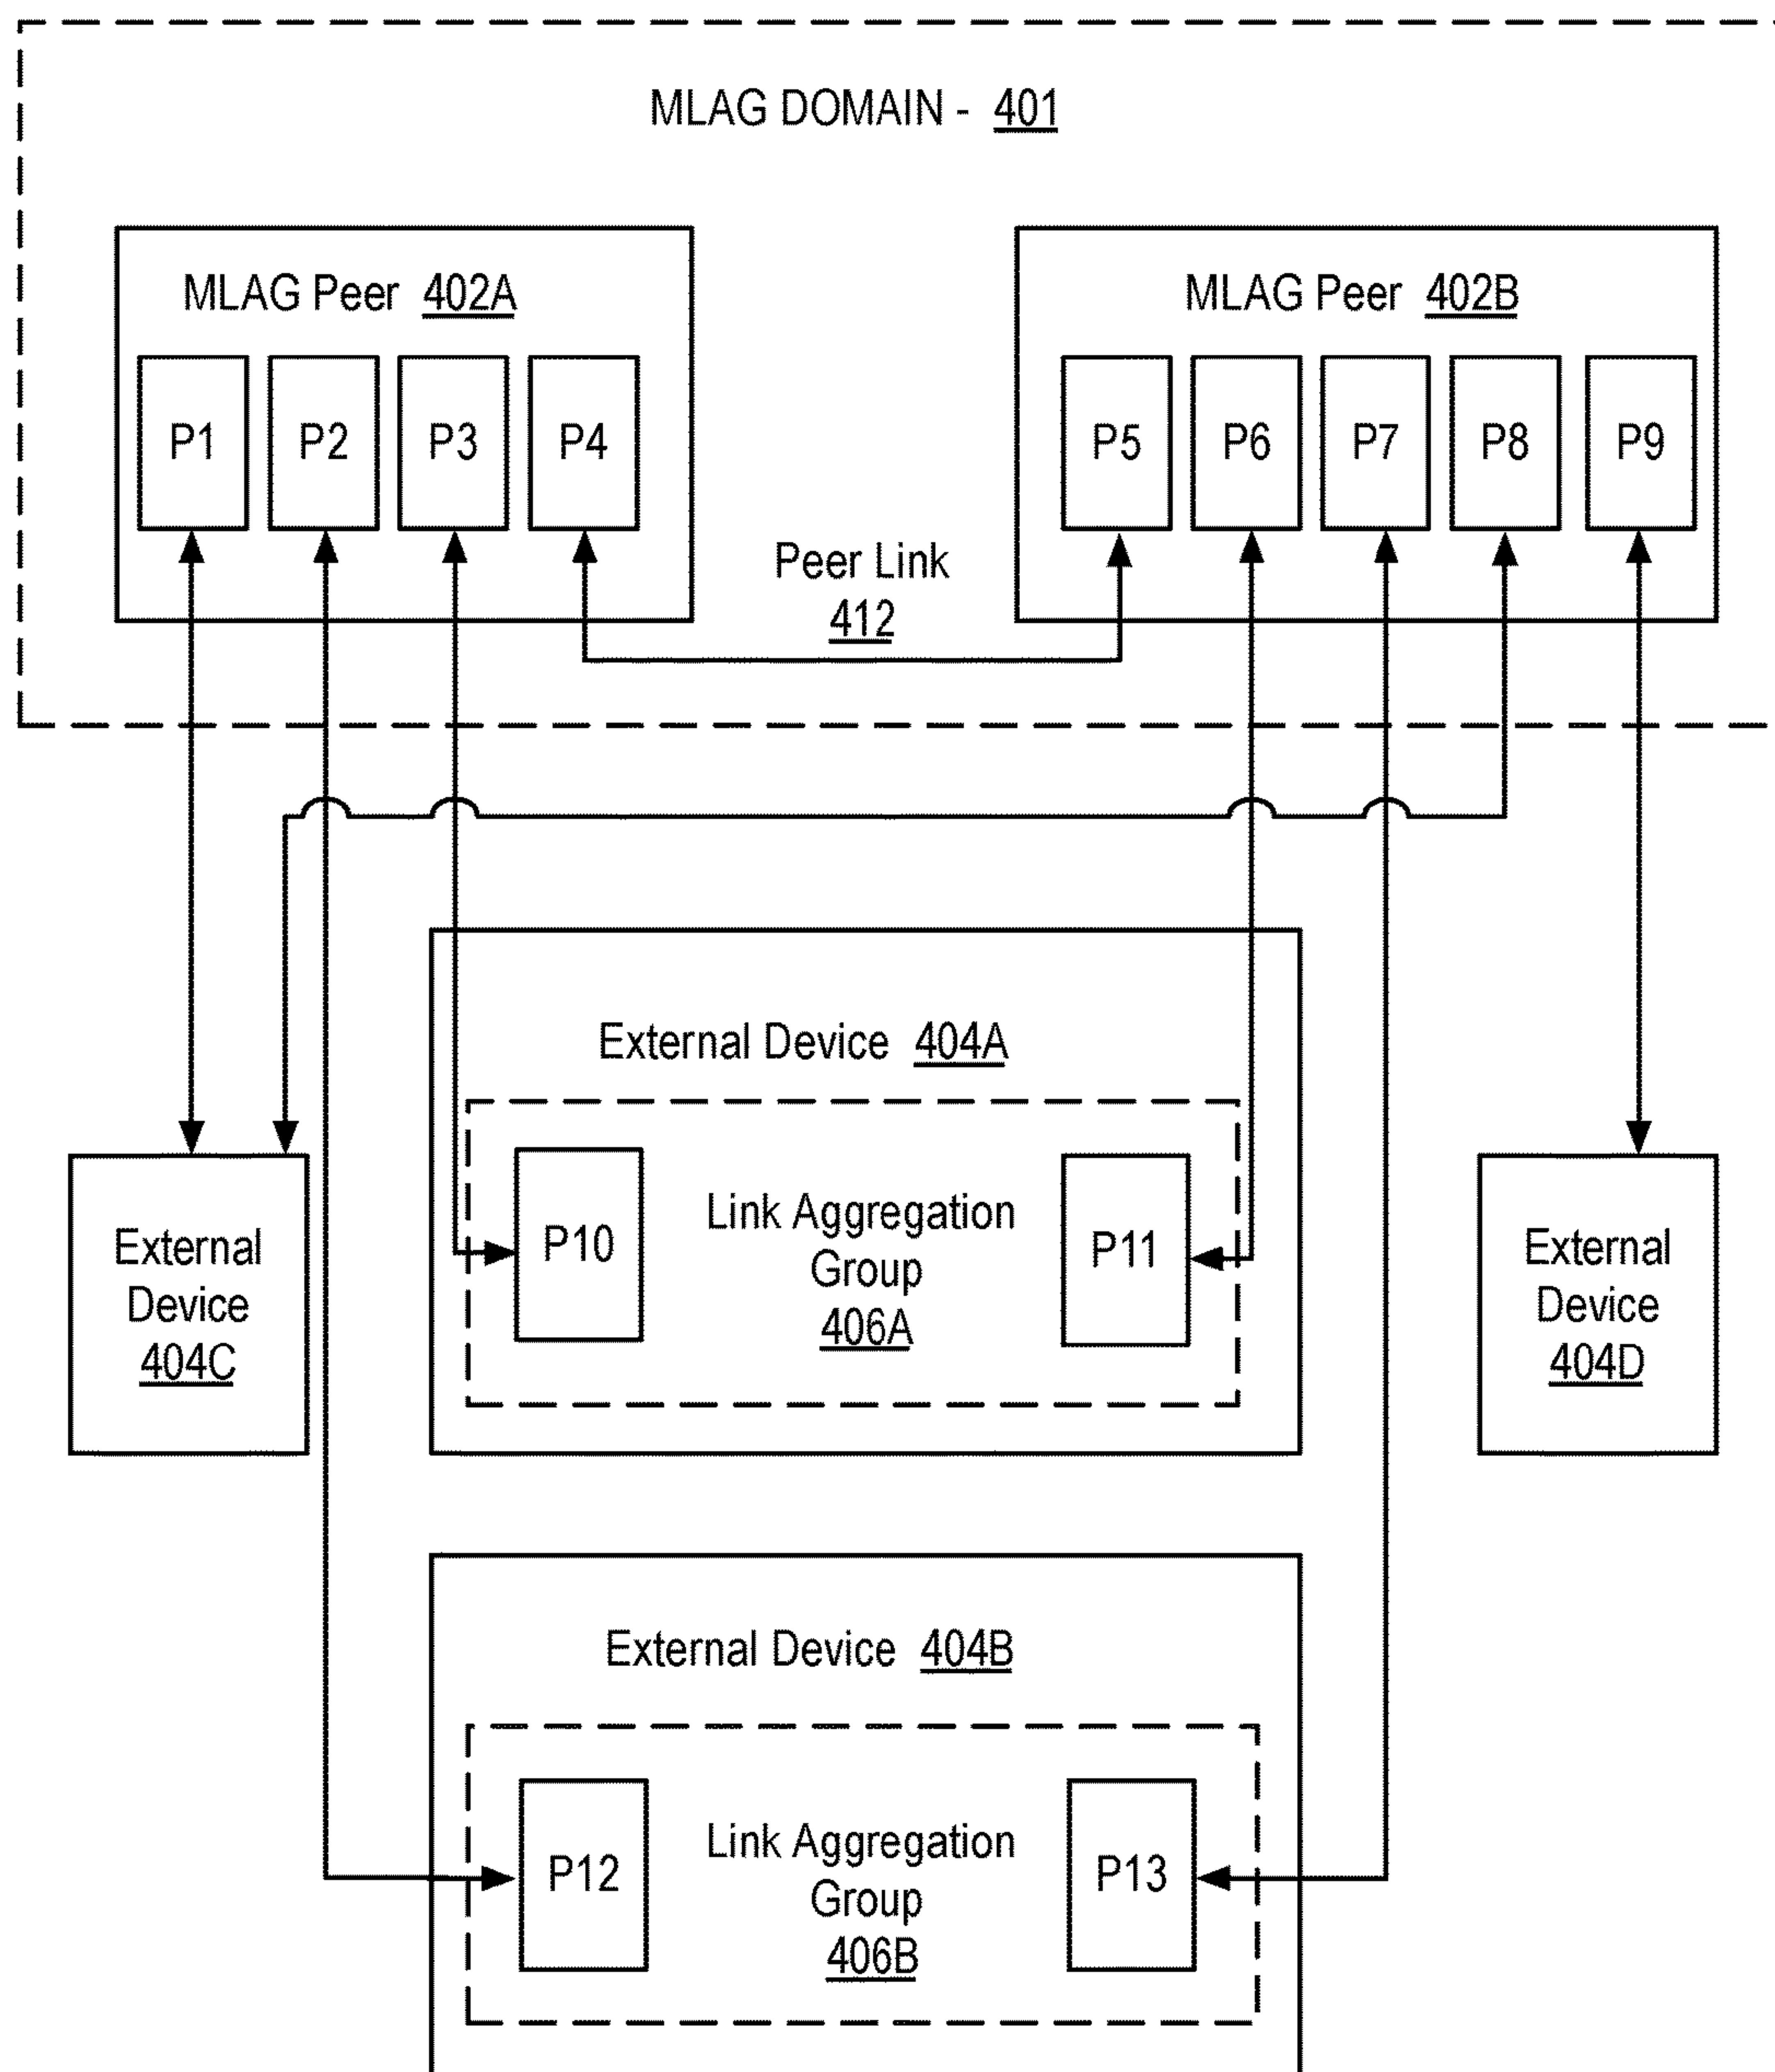 MLAG DOMAIN - 401
MLAG Peer 402A
MLAG Peer 402B
P1
P2
P3
P4
P5
P6
P7
P8
P9
Peer Link
412
External Device 404A
P10
Link Aggregation
Group
406A
P11
External
Device
404C
External
Device
404D
External Device 404B
P12
Link Aggregation
Group
406B
P13